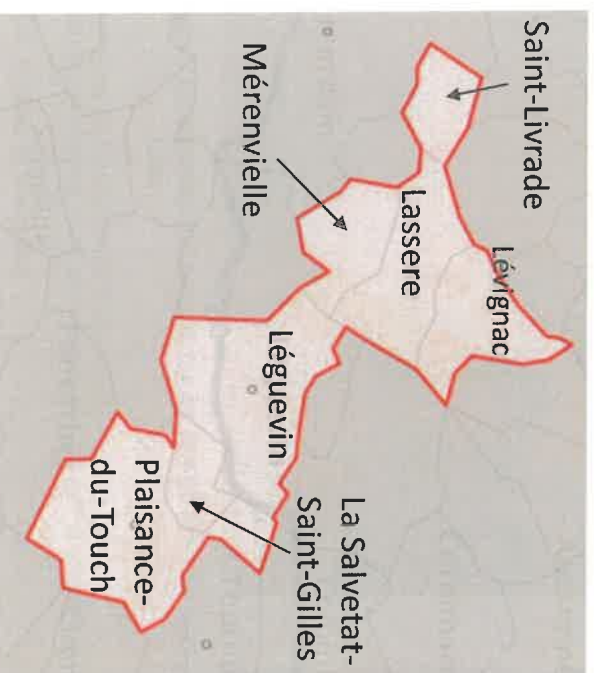 Saint-Livrade
Lévignac
Lassere
Mérenvielle
Léguevin
La Salvetat-
Saint-Gilles
Plaisance-
du-Touch